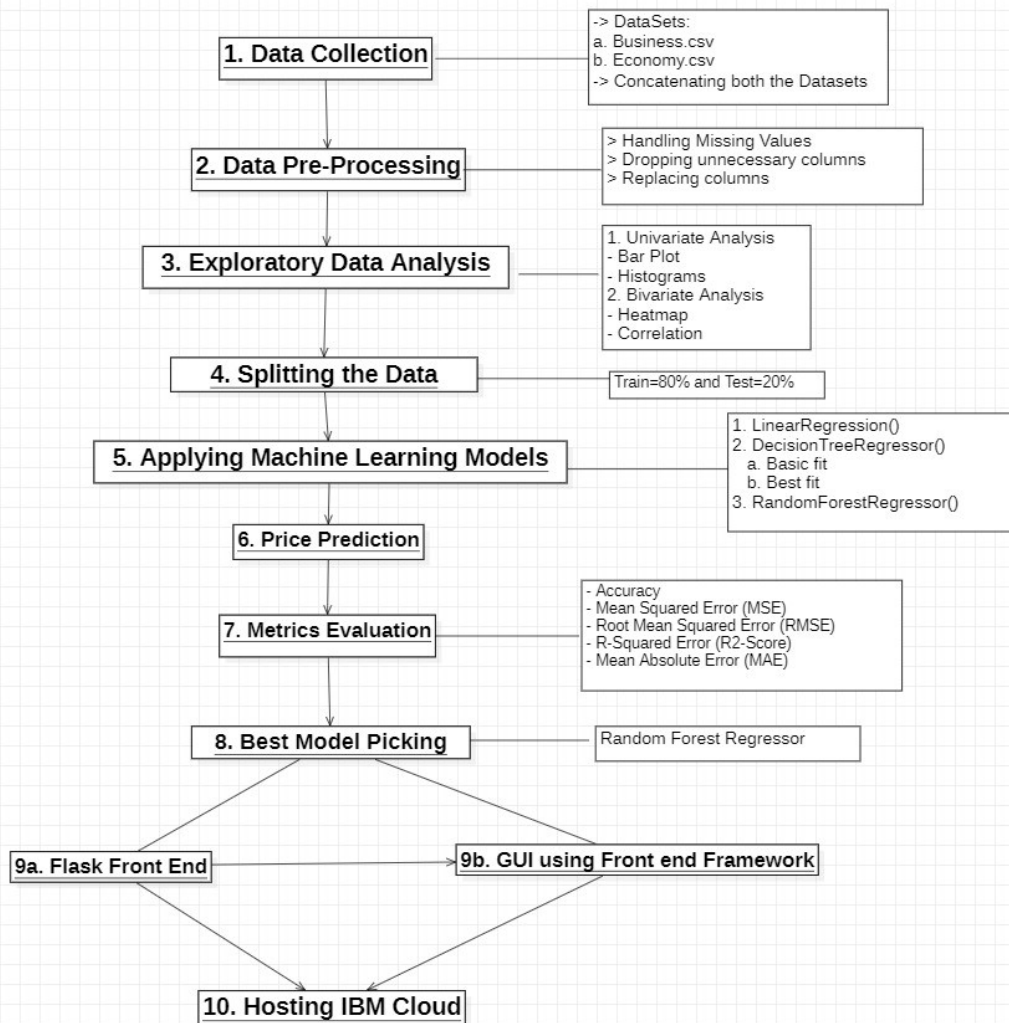 1. Data Collection
-> DataSets:
a. Business.csv
b. Economy.csv
-> Concatenating both the Datasets
2. Data Pre-Processing
> Handling Missing Values
> Dropping unnecessary columns
> Replacing columns
3. Exploratory Data Analysis
1. Univariate Analysis
- Bar Plot
- Histograms
2. Bivariate Analysis
- Heatmap
- Correlation
4. Splitting the Data
Train=80% and Test=20%
5. Applying Machine Learning Models
1. LinearRegression()
2. DecisionTreeRegressor()
a. Basic fit
b. Best fit
3. RandomForestRegressor()
6. Price Prediction
7. Metrics Evaluation
- Accuracy
- Mean Squared Error (MSE)
- Root Mean Squared Error (RMSE)
- R-Squared Error (R2-Score)
- Mean Absolute Error (MAE)
8. Best Model Picking
Random Forest Regressor
9a. Flask Front End
9b. GUI using Front end Framework
10. Hosting IBM Cloud